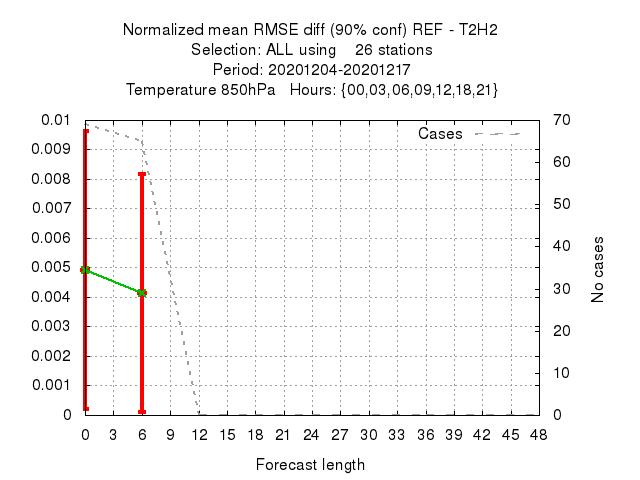 Normalized mean RMSE diff (90% conf) REF - T2H2
Selection: ALL using 26 stations
Period: 20201204-20201217
Temperature 850hPa Hours: {00,03,06,09,12,18,21}
Cases
0.01
0.009
0.008
0.007
0.006
0.005
0.004
0.003
0.002
0.001
0
70
60
50
40
30
20
10
0
No cases
0 3 6 9 12 15 18 21 24 27 30 33 36 39 42 45 48
Forecast length